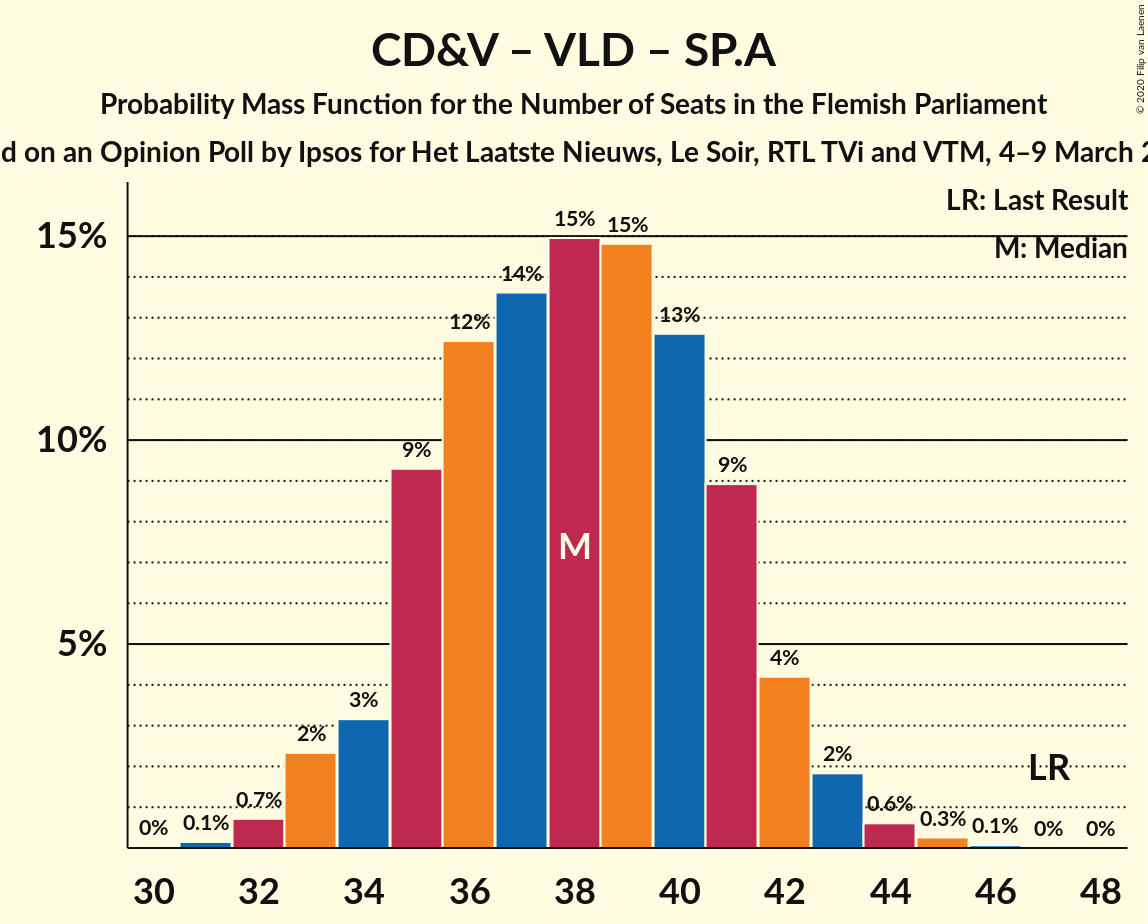 CD&V – VLD – SP.A
Probability Mass Function for the Number of Seats in the Flemish Parliament
d on an Opinion Poll by Ipsos for Het Laatste Nieuws, Le Soir, RTL TVi and VTM, 4–9 March 2
© 2020 Filip van Laenen
LR: Last Result
M: Median
15%
10%
5%
0%
0.1%
0.7%
2%
3%
9%
12%
14%
15%
15%
13%
9%
4%
2%
0.6%
0.3%
0.1%
0%
0%
M
LR
30 32 34 36 38 40 42 44 46 48